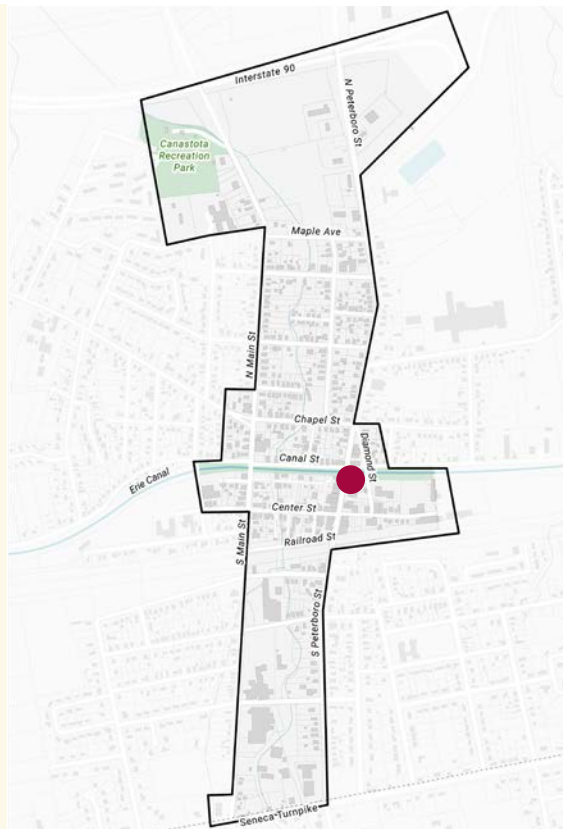 Interstate 90
N Peterboro St
Canastota
Recreation
Park
Maple Ave
N Main St
Chapel St
Diamond St
Canal St
Erie Canal
Center St
Railroad St
S Main St
S Peterboro St
Seneca Turnpike